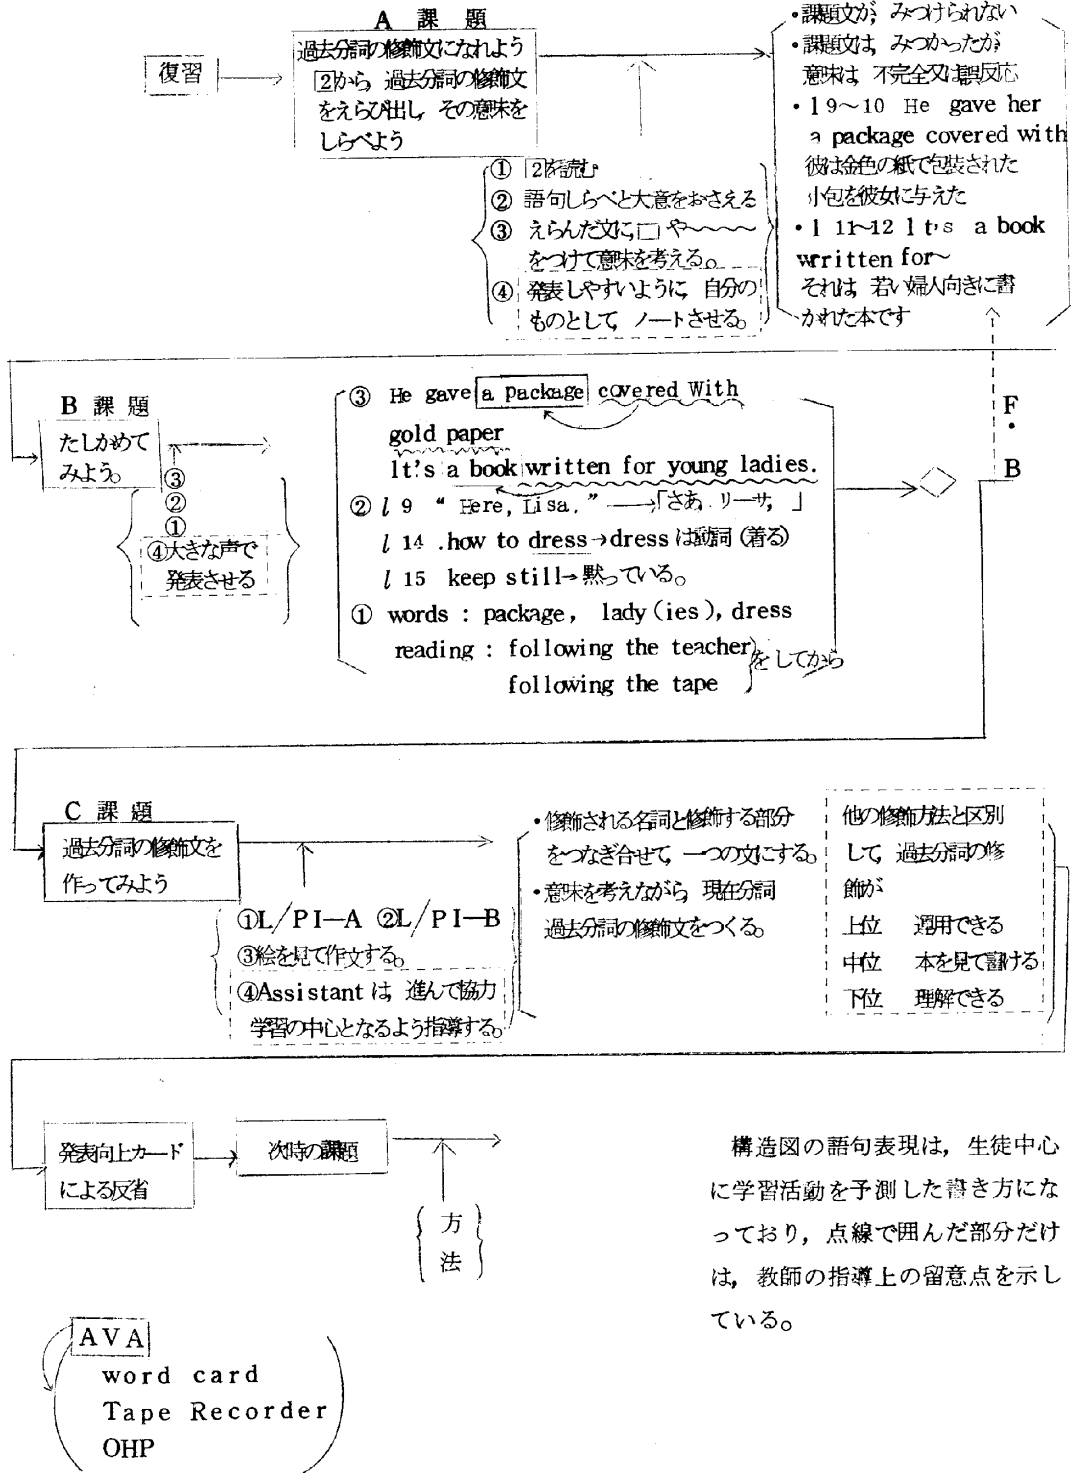 A 課 題
復習
過去分詞の修飾文になれよう
2から,過去分詞の修飾文
をえらび出し,その意味を
しらべよう
① 2を読む
② 語句しらべと大意をおさえる
③ えらんだ文に,□や~~~~
をつけて意味を考える。
④ 発表しやすいように,自分の
ものとして,ノートさせる。
・課題文が,みつけられない
・課題文は,みつかったが,
意味は,不完全又は誤反応
・l 9~10 He gave her
a package covered with
彼は金色の紙で包装された
小包を彼女に与えた
・l 11~12 It's a book
wrritten for~
それは,若い婦人向きに書
かれた本です
B 課 題
たしかめて
みよう。
③
②
①
④大きな声で
発表させる
③ He gave a package covered With
gold paper
It's a book written for young ladies.
② l 9 “ Here, Lisa, ” ―→「さあ,リーサ,」
l 14 .how to dress→dressは動詞(着る)
l 15 keep still→黙っている。
① words : package, lady(ies), dress
reading : following the teacher
following the tape
をしてから
F
・
B
C 課 題
過去分詞の修飾文を
作ってみよう
①L/PI―A ②L/PI―B
③絵を見て作文する。
④Assistantは,進んで協力
学習の中心となるよう指導する。
・修飾される名詞と修飾する部分
をつなぎ合せて,一つの文にする。
・意味を考えながら,現在分詞
過去分詞の修飾文をつくる。
他の修飾方法と区別
して,過去分詞の修
飾が
上位 運用できる
中位 本を見て書ける
下位 理解できる
発表向上カード
による反省
次時の課題
方
法
構造図の語句表現は,生徒中心
に学習活動を予測した書き方にな
っており,点線で囲んだ部分だけ
は,教師の指導上の留意点を示し
ている。
AVA
word card
Tape Recorder
OHP